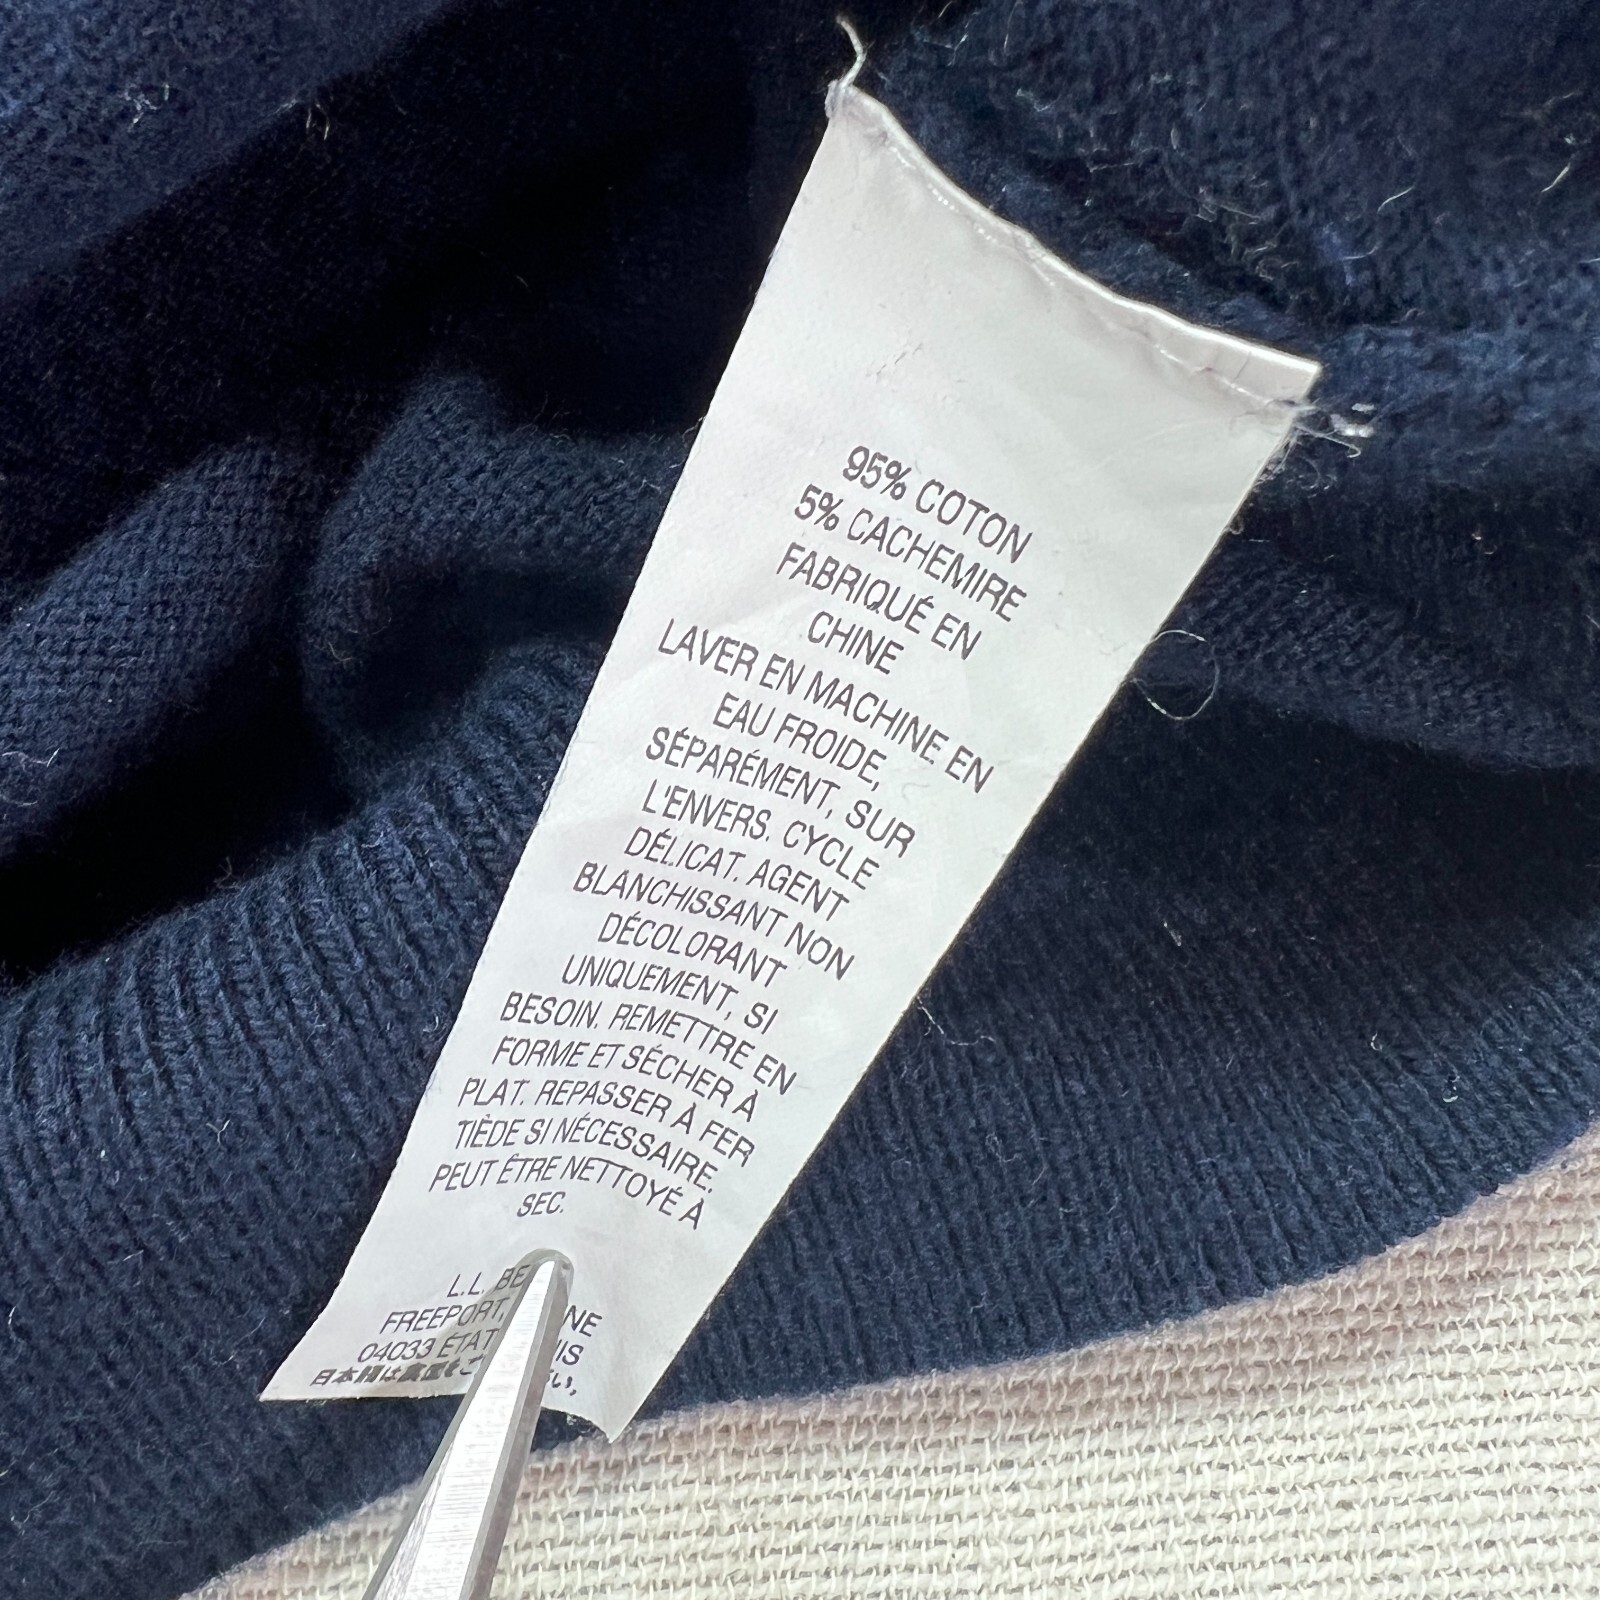 95% COTON
5% CACHEMIRE
FABRIQUÉ EN
CHINE
LAVER EN MACHINE EN
EAU FROIDE,
SÉPARÉMENT, SUR
L'ENVERS. CYCLE
DÉLICAT. AGENT
BLANCHISSANT NON
DÉCOLORANT
UNIQUEMENT, SI
BESOIN. REMETTRE EN
FORME ET SÉCHER À
PLAT. REPASSER À FER
TIÈDE SI NÉCESSAIRE.
PEUT ÊTRE NETTOYÉ À
SEC.
L.L.
FREEPORT,
04033